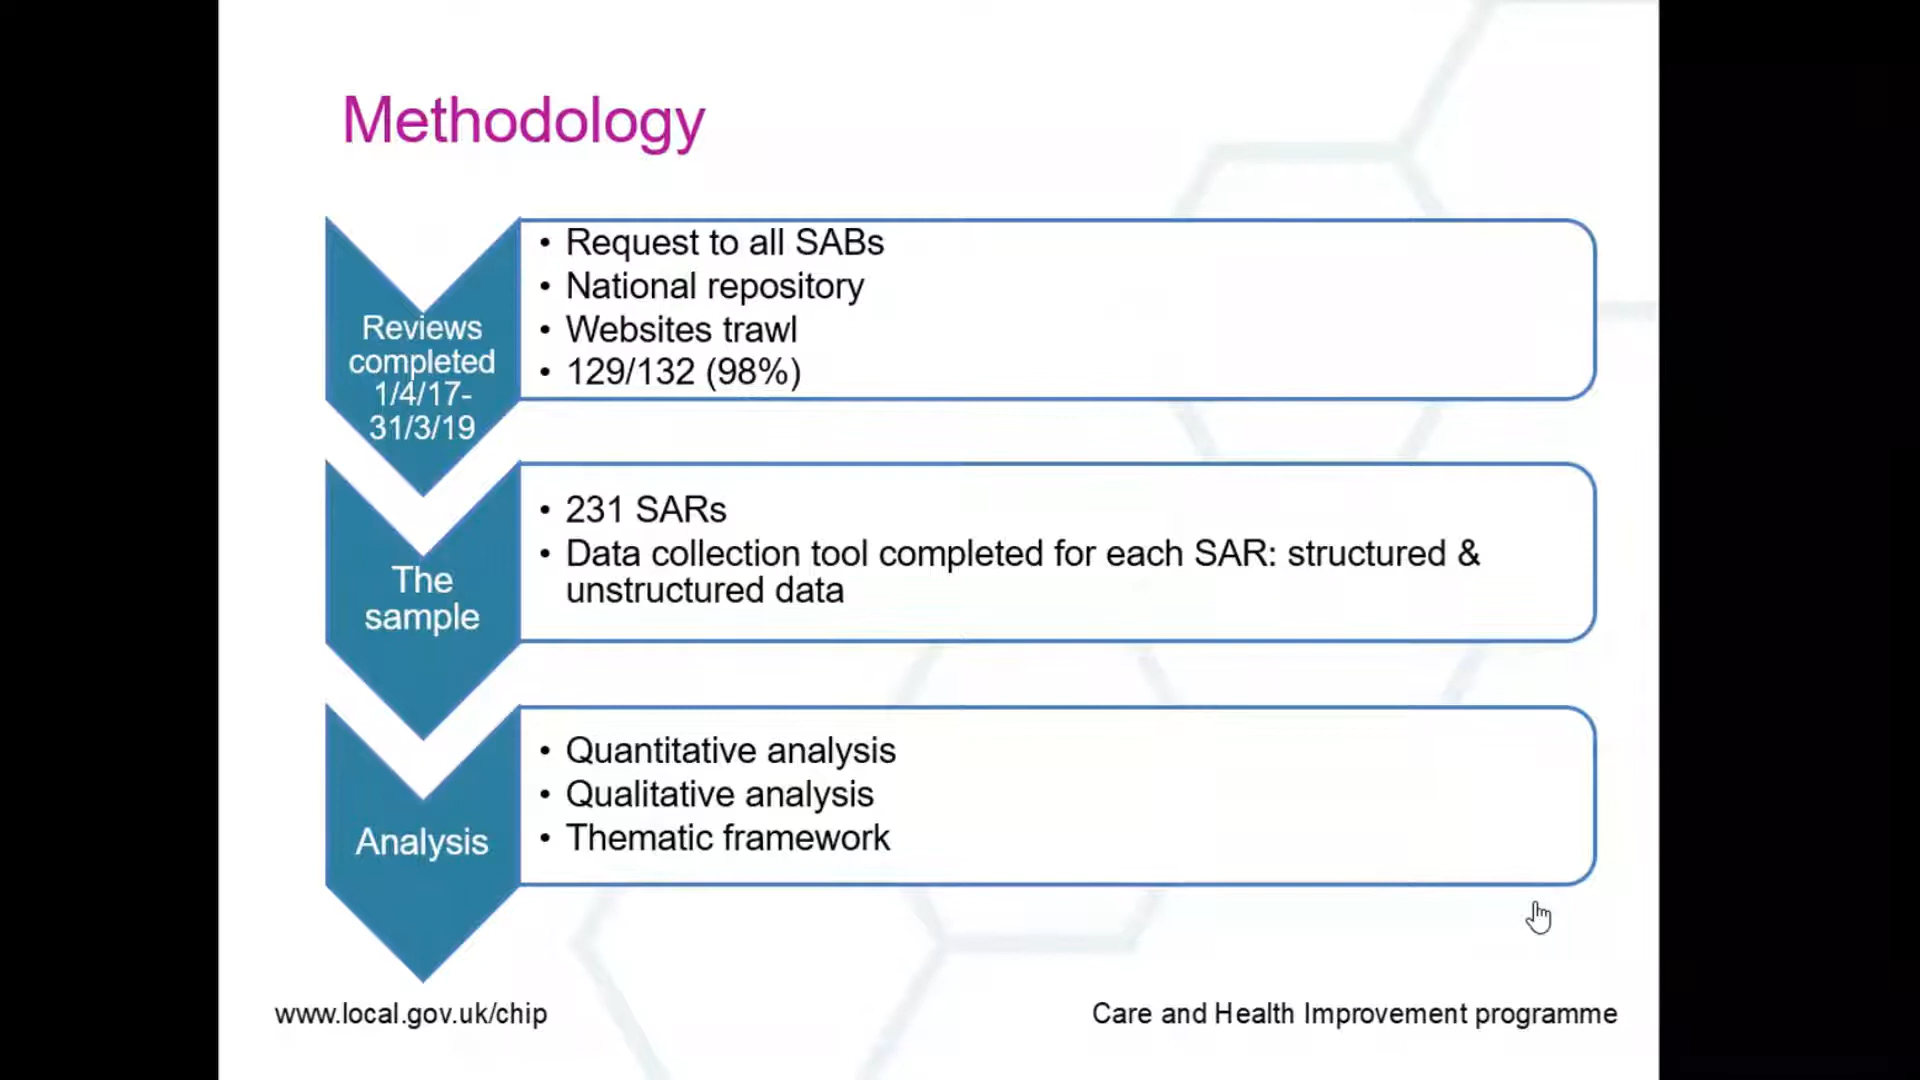 Methodology
Reviews
completed
1/4/17-
31/3/19
• Request to all SABs
• National repository
• Websites trawl
• 129/132 (98%)
The
sample
• 231 SARs
• Data collection tool completed for each SAR: structured &
unstructured data
Analysis
• Quantitative analysis
• Qualitative analysis
• Thematic framework
www.local.gov.uk/chip
Care and Health Improvement programme